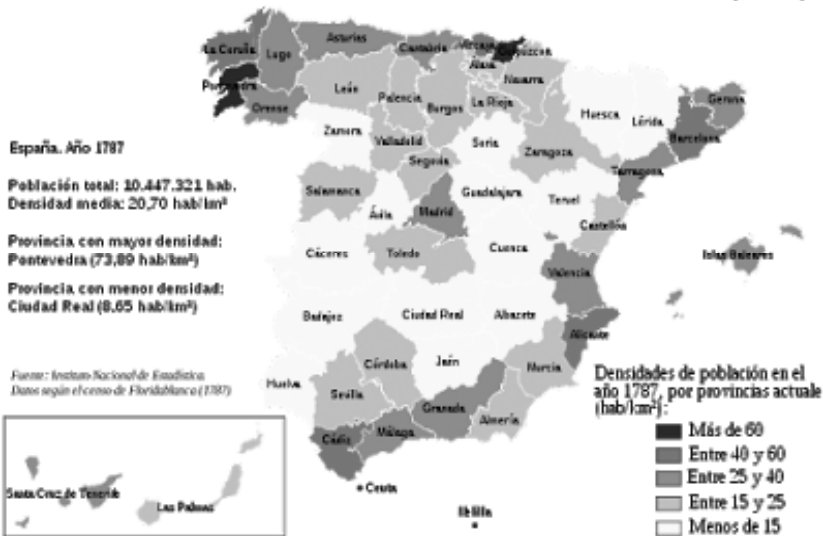 La Coruña
Lugo
Asturias
Cantabria
Vizcaya
Guipúzcoa
Álava
Navarra
Pontevedra
Orense
León
Palencia
Burgos
La Rioja
Huesca
Lérida
Gerona
Barcelona
Zamora
Valladolid
Soria
Zaragoza
Tarragona
Segovia
Salamanca
Ávila
Madrid
Guadalajara
Teruel
Castellón
Cáceres
Toledo
Cuenca
Valencia
Islas Baleares
Badajoz
Ciudad Real
Albacete
Alicante
Córdoba
Jaén
Murcia
Huelva
Sevilla
Granada
Almería
Cádiz
Málaga
Ceuta
Melilla
Santa Cruz de Tenerife
Las Palmas
España. Año 1787
Población total: 10.447.321 hab.
Densidad media: 20,70 hab/km²
Provincia con mayor densidad:
Pontevedra (73,89 hab/km²)
Provincia con menor densidad:
Ciudad Real (8,65 hab/km²)
Fuente: Instituto Nacional de Estadística
Datos según el censo de Floridablanca (1787)
Densidades de población en el
año 1787, por provincias actuales
(hab/km²):
Más de 60
Entre 40 y 60
Entre 25 y 40
Entre 15 y 25
Menos de 15